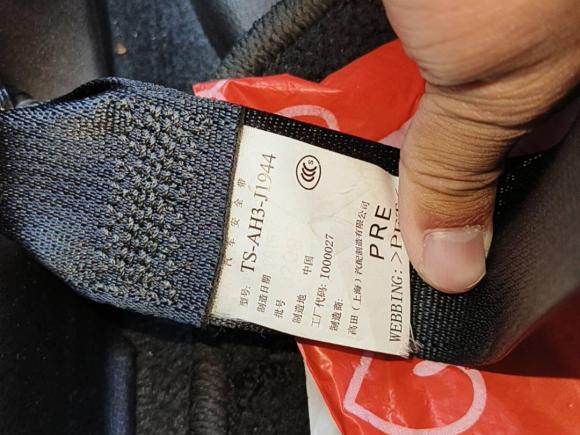 汽车安全带
型号: TS-AH3-J1944
制造日期
批号
制造地 中国
工厂代码: 1000027
制造商:
高田（上海）汽配制造有限公司
PRE
WEBBING: >PET
S